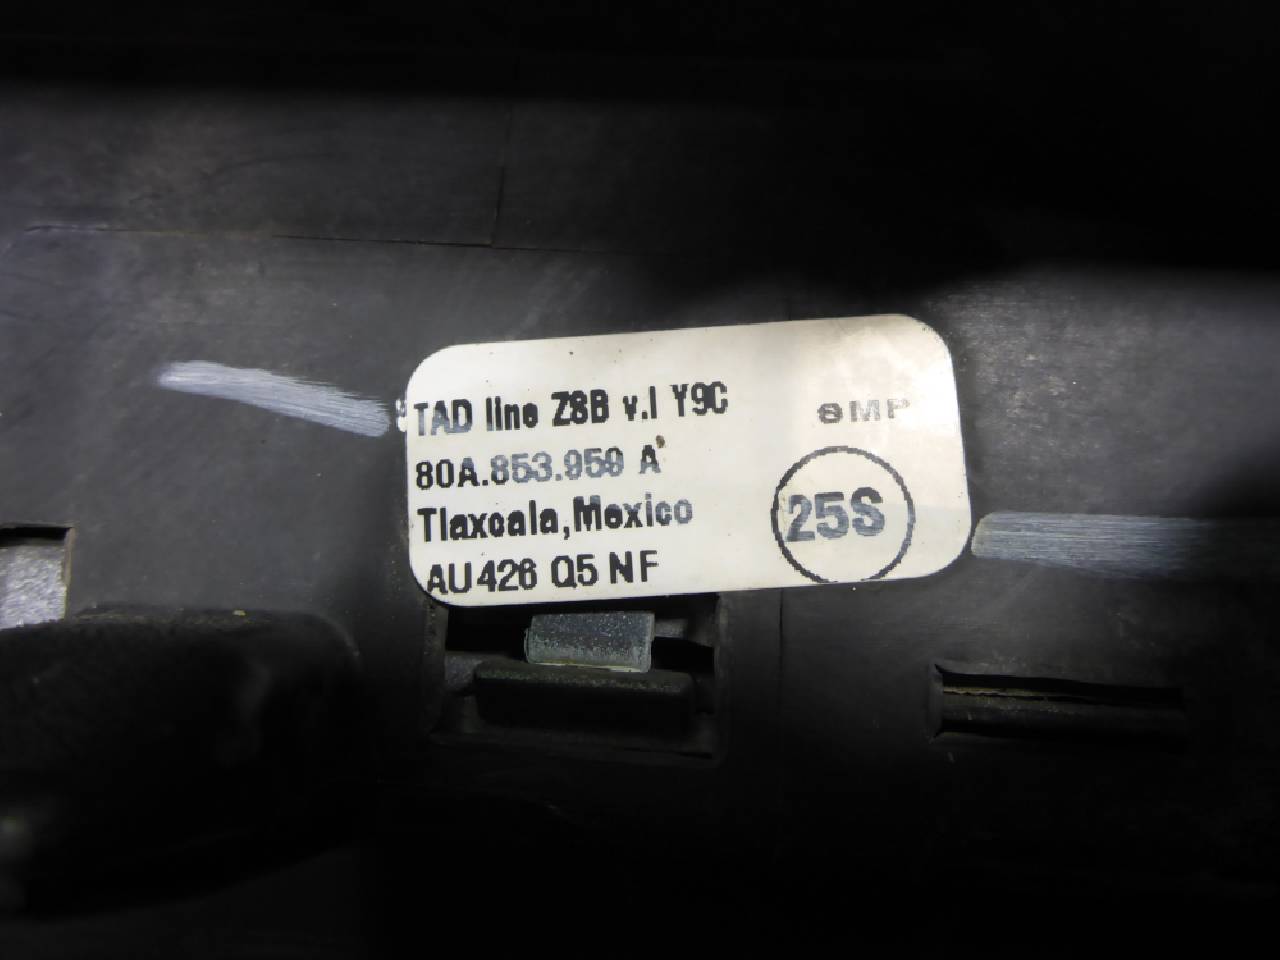 TAD line Z8B v.l Y9C
SMP
80A.853.959 A
25S
Tlaxcala,Mexico
AU426 Q5 NF